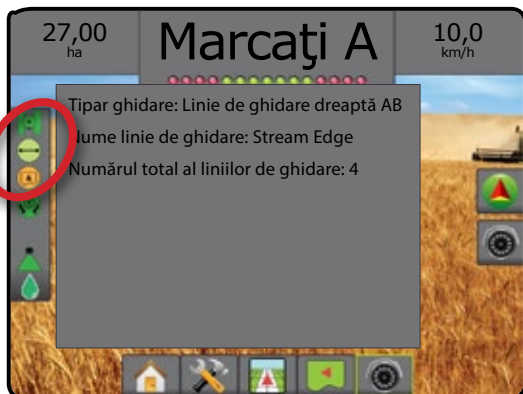 27,00
ha
Marcaţi A
10,0
km/h
Tipar ghidare: Linie de ghidare dreaptă AB
Nume linie de ghidare: Stream Edge
Numărul total al liniilor de ghidare: 4